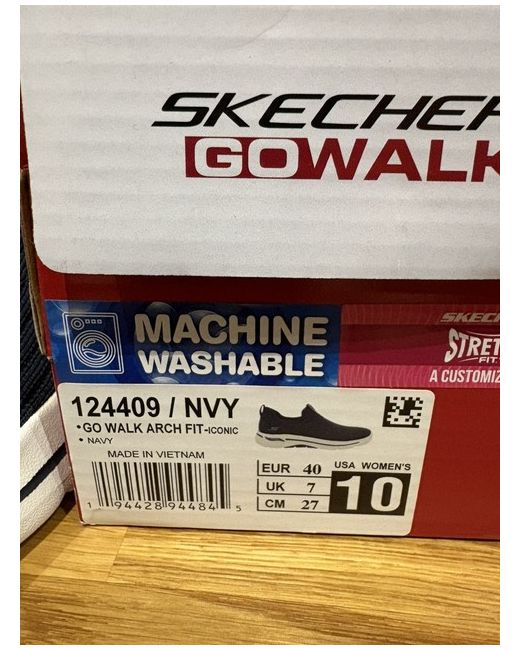 SKECHER
GOWALK
MACHINE
WASHABLE
SKEC
STRET
FIT
A CUSTOMIZ
124409 / NVY
•GO WALK ARCH FIT-ICONIC
• NAVY
MADE IN VIETNAM
EUR 40
UK 7
CM 27
USA WOMEN'S
10
1 94428 94484 5